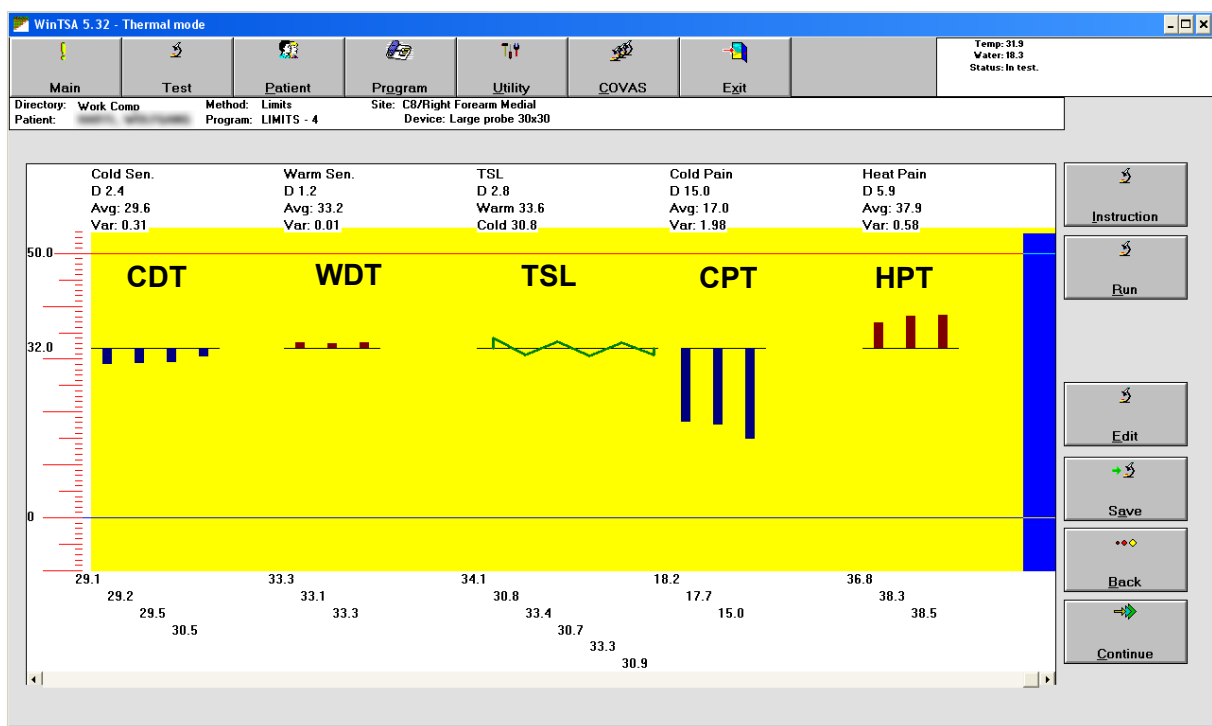 WinTSA 5.32 - Thermal mode
Main Test Patient Program Utility COVAS Exit
Temp: 31.9
Water: 18.3
Status: In test.
Directory: Work Comp Method: Limits Site: C8/Right Forearm Medial
Patient: Program: LIMITS - 4 Device: Large probe 30x30
Cold Sen. Warm Sen. TSL Cold Pain Heat Pain
D 2.4 D 1.2 D 2.8 D 15.0 D 5.9
Avg: 29.6 Avg: 33.2 Warm 33.6 Avg: 17.0 Avg: 37.9
Var: 0.31 Var: 0.01 Cold 30.8 Var: 1.98 Var: 0.58
Instruction
50.0
CDT WDT TSL CPT HPT
Run
32.0
Edit
Save
0
29.1 33.3 34.1 18.2 36.8
Back
29.2 33.1 30.8 17.7 38.3
29.5 33.3 33.4 15.0 38.5
30.5 30.7
33.3
Continue
30.9